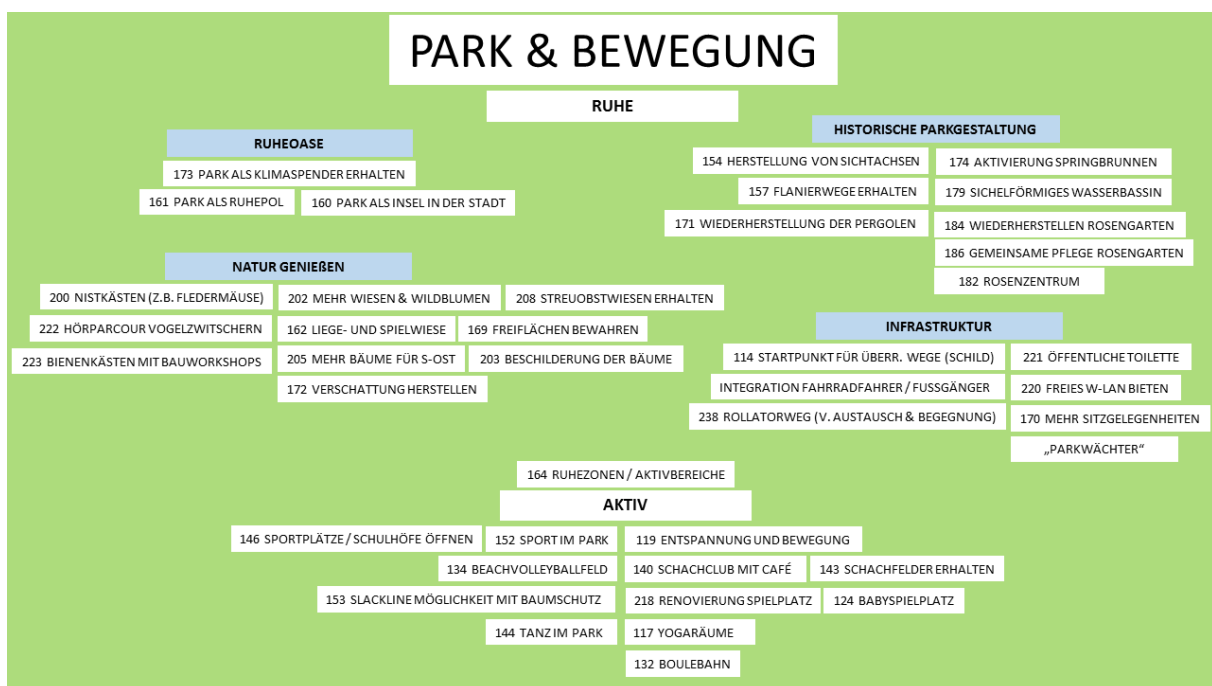 PARK & BEWEGUNG
RUHE
RUHEOASE
173 PARK ALS KLIMASPENDER ERHALTEN
161 PARK ALS RUHEPOL
160 PARK ALS INSEL IN DER STADT
NATUR GENIEßEN
200 NISTKÄSTEN (Z.B. FLEDERMÄUSE)
202 MEHR WIESEN & WILDBLUMEN
208 STREUOBSTWIESEN ERHALTEN
222 HÖRPARCOUR VOGELZWITSCHERN
162 LIEGE- UND SPIELWIESE
169 FREIFLÄCHEN BEWAHREN
223 BIENENKÄSTEN MIT BAUWORKSHOPS
205 MEHR BÄUME FÜR S-OST
203 BESCHILDERUNG DER BÄUME
172 VERSCHATTUNG HERSTELLEN
HISTORISCHE PARKGESTALTUNG
154 HERSTELLUNG VON SICHTACHSEN
174 AKTIVIERUNG SPRINGBRUNNEN
157 FLANIERWEGE ERHALTEN
179 SICHELFÖRMIGES WASSERBASSIN
171 WIEDERHERSTELLUNG DER PERGOLEN
184 WIEDERHERSTELLEN ROSENGARTEN
186 GEMEINSAME PFLEGE ROSENGARTEN
182 ROSENZENTRUM
INFRASTRUKTUR
114 STARTPUNKT FÜR ÜBERR. WEGE (SCHILD)
221 ÖFFENTLICHE TOILETTE
INTEGRATION FAHRRADFAHRER / FUSSGÄNGER
220 FREIES W-LAN BIETEN
238 ROLLATORWEG (V. AUSTAUSCH & BEGEGNUNG)
170 MEHR SITZGELEGENHEITEN
„PARKWÄCHTER“
164 RUHEZONEN / AKTIVBEREICHE
AKTIV
146 SPORTPLÄTZE / SCHULHÖFE ÖFFNEN
152 SPORT IM PARK
119 ENTSPANNUNG UND BEWEGUNG
134 BEACHVOLLEYBALLFELD
140 SCHACHCLUB MIT CAFÉ
143 SCHACHFELDER ERHALTEN
153 SLACKLINE MÖGLICHKEIT MIT BAUMSCHUTZ
218 RENOVIERUNG SPIELPLATZ
124 BABYSPIELPLATZ
144 TANZ IM PARK
117 YOGARÄUME
132 BOULEBAHN